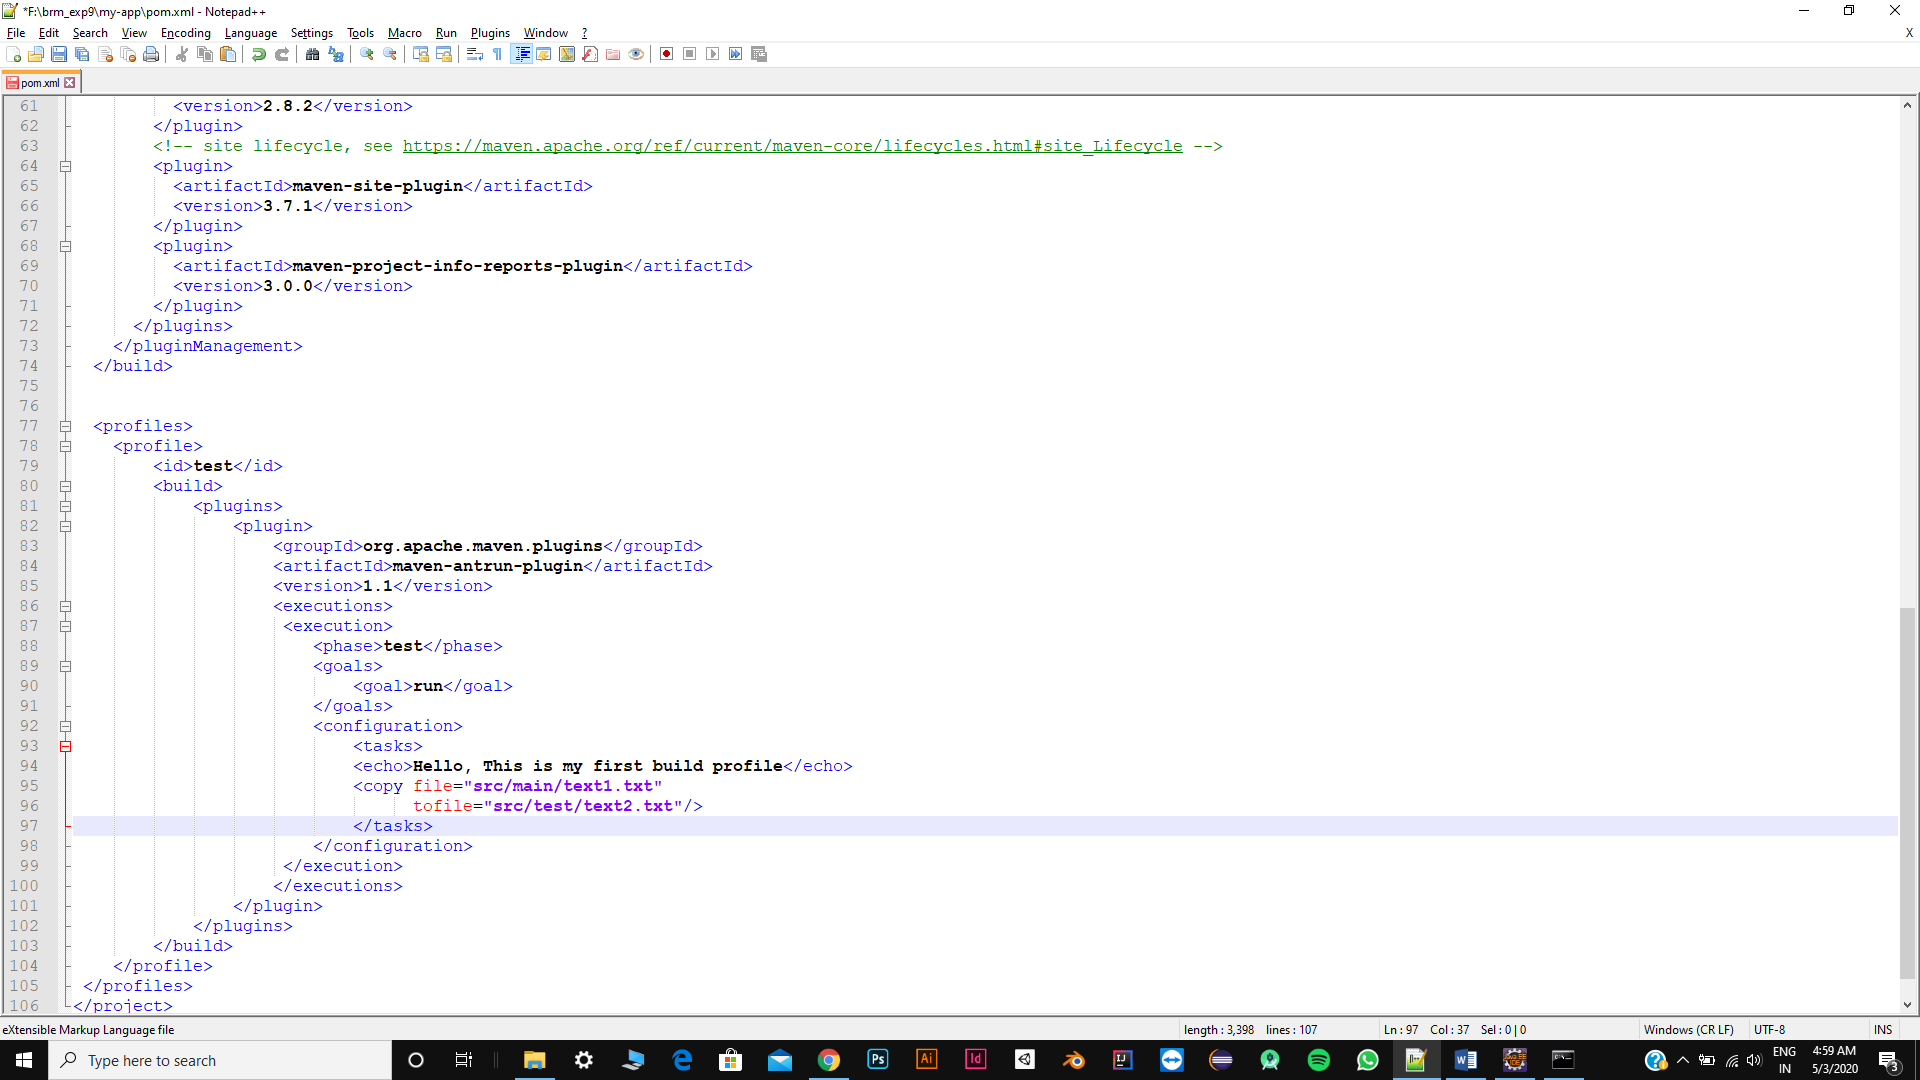 *F:\brm_exp9\my-app\pom.xml - Notepad++
File Edit Search View Encoding Language Settings Tools Macro Run Plugins Window ? X
pom.xml
61 <version>2.8.2</version>
62 </plugin>
63 <!-- site lifecycle, see https://maven.apache.org/ref/current/maven-core/lifecycles.html#site_Lifecycle -->
64 <plugin>
65 <artifactId>maven-site-plugin</artifactId>
66 <version>3.7.1</version>
67 </plugin>
68 <plugin>
69 <artifactId>maven-project-info-reports-plugin</artifactId>
70 <version>3.0.0</version>
71 </plugin>
72 </plugins>
73 </pluginManagement>
74 </build>
75
76
77 <profiles>
78 <profile>
79 <id>test</id>
80 <build>
81 <plugins>
82 <plugin>
83 <groupId>org.apache.maven.plugins</groupId>
84 <artifactId>maven-antrun-plugin</artifactId>
85 <version>1.1</version>
86 <executions>
87 <execution>
88 <phase>test</phase>
89 <goals>
90 <goal>run</goal>
91 </goals>
92 <configuration>
93 <tasks>
94 <echo>Hello, This is my first build profile</echo>
95 <copy file="src/main/text1.txt"
96 tofile="src/test/text2.txt"/>
97 </tasks>
98 </configuration>
99 </execution>
100 </executions>
101 </plugin>
102 </plugins>
103 </build>
104 </profile>
105 </profiles>
106 </project>
eXtensible Markup Language file length : 3,398 lines : 107 Ln : 97 Col : 37 Sel : 0 | 0 Windows (CR LF) UTF-8 INS
Type here to search Ps Ai Id IJ ENG 4:59 AM
IN 5/3/2020 3